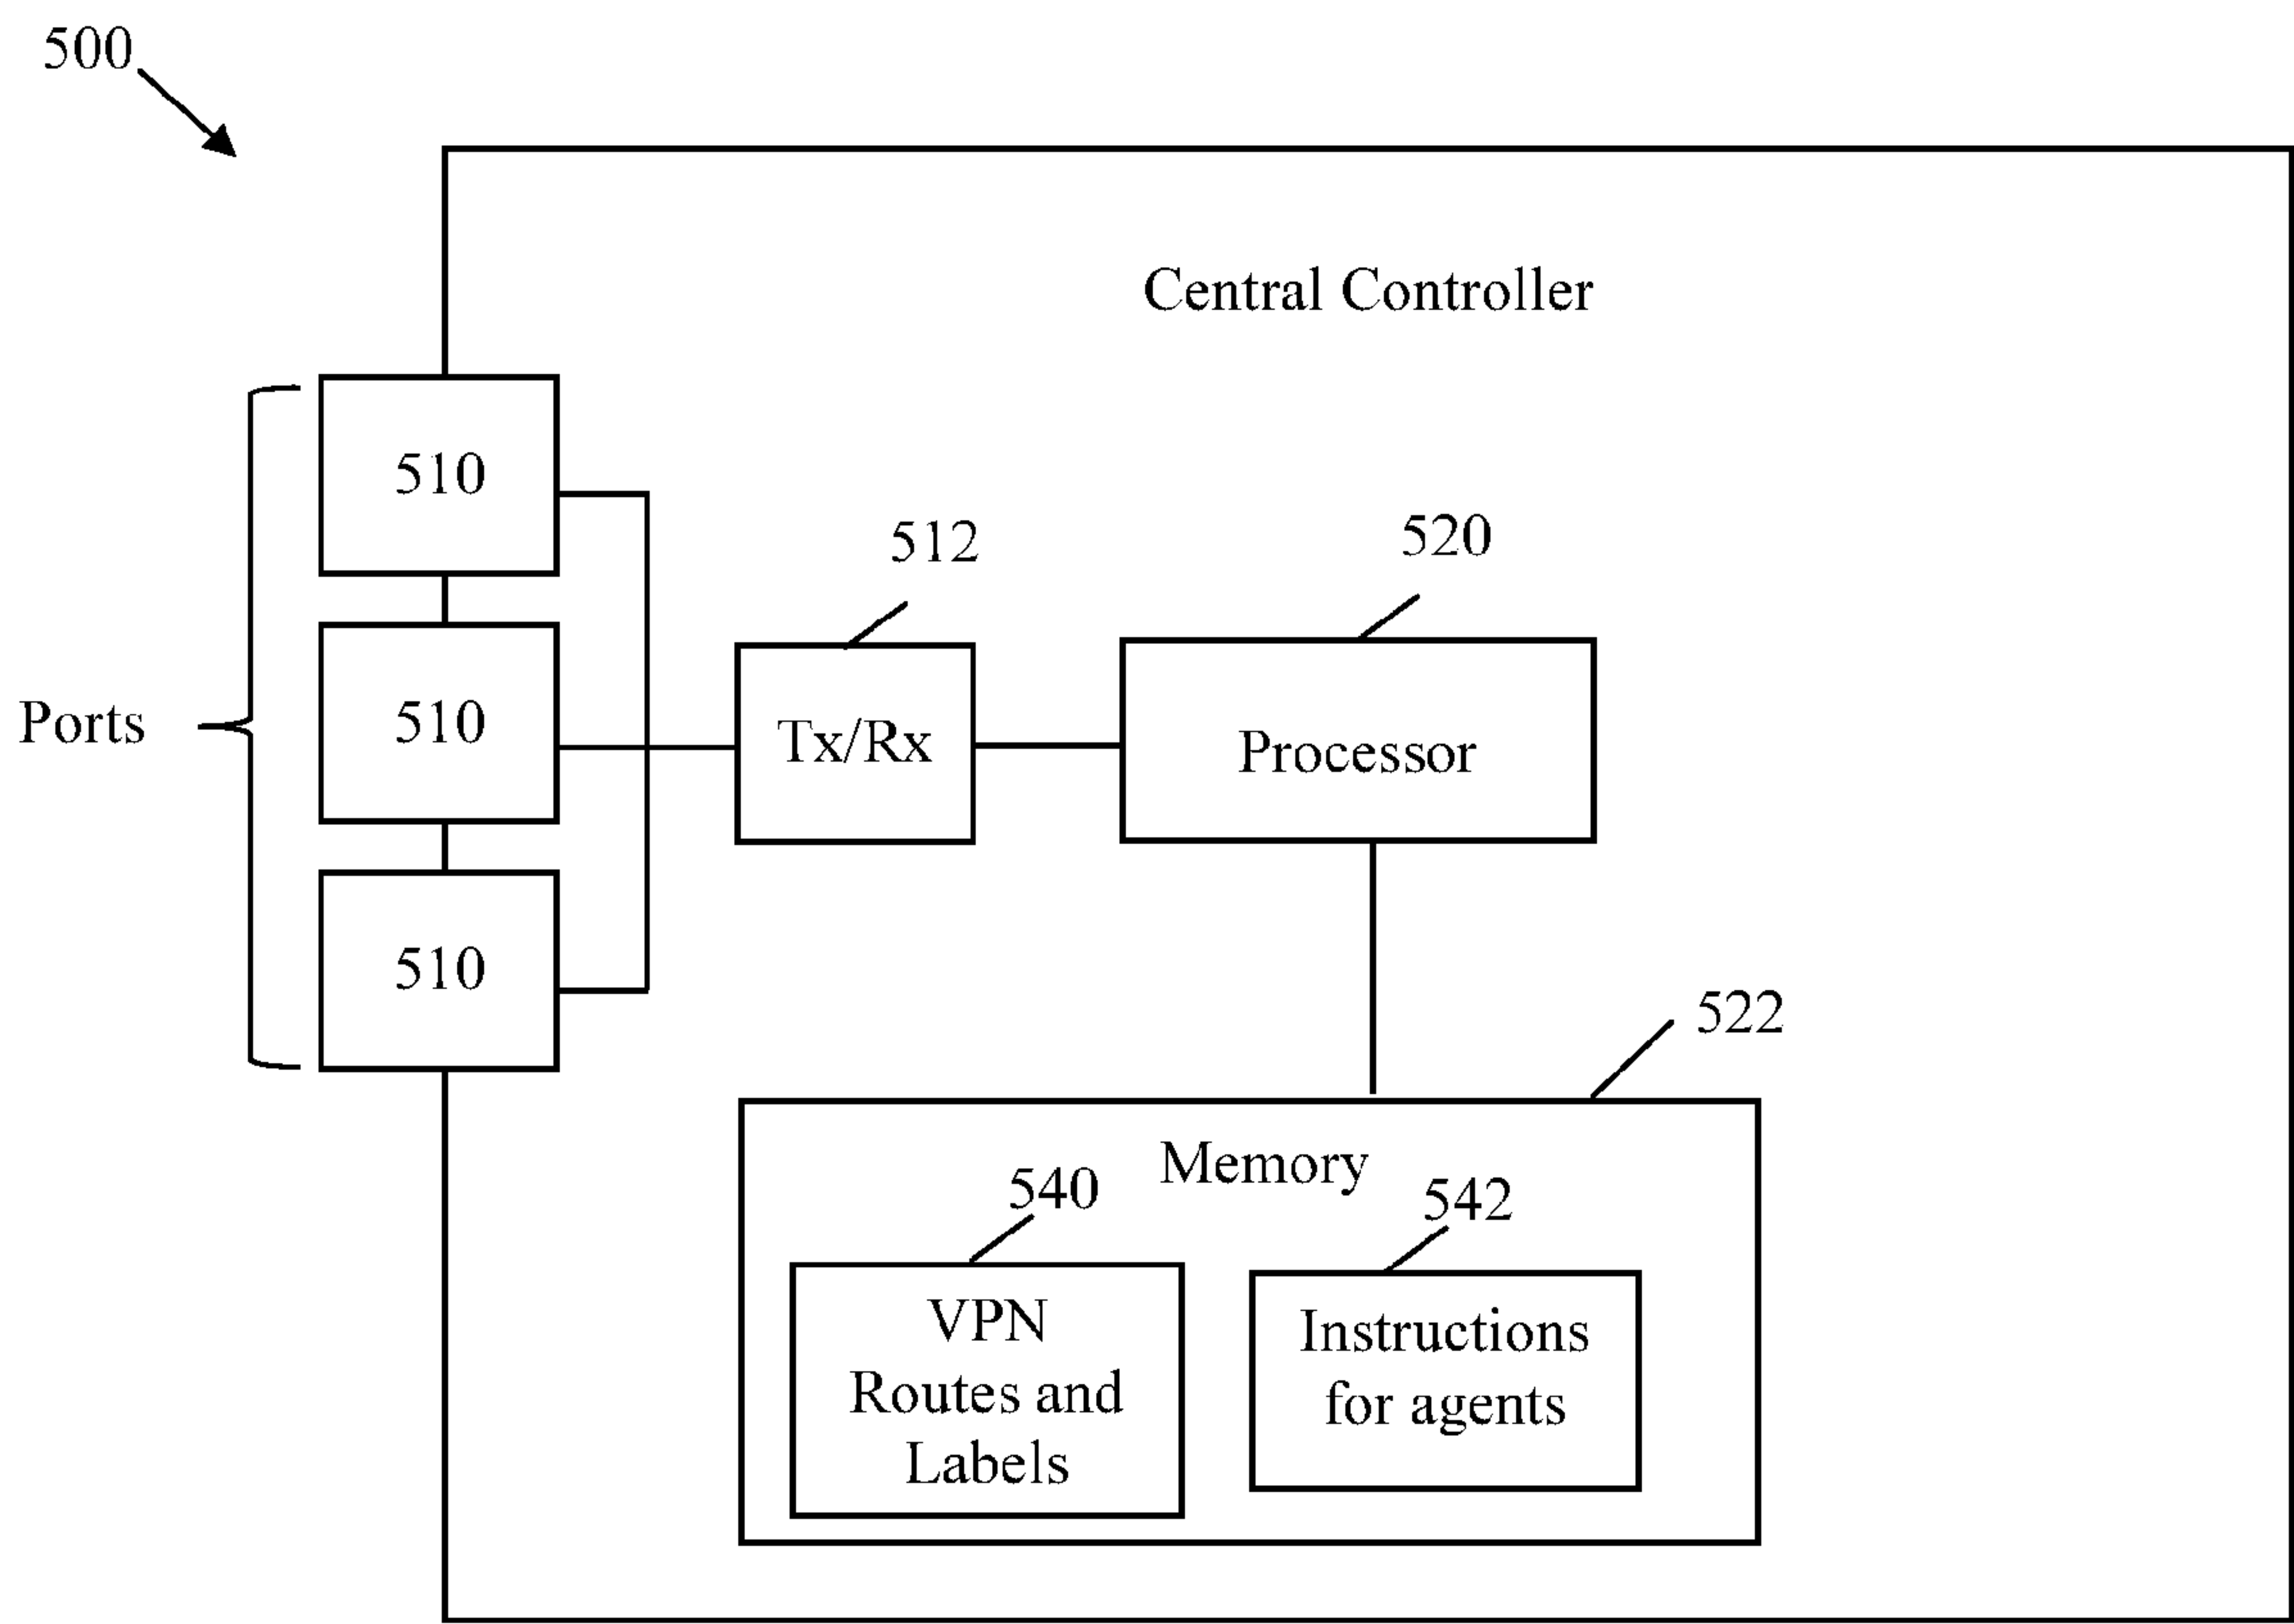 500
Central Controller
510
512
520
Ports
510
Tx/Rx
Processor
510
522
Memory
540
542
VPN
Routes and
Labels
Instructions
for agents